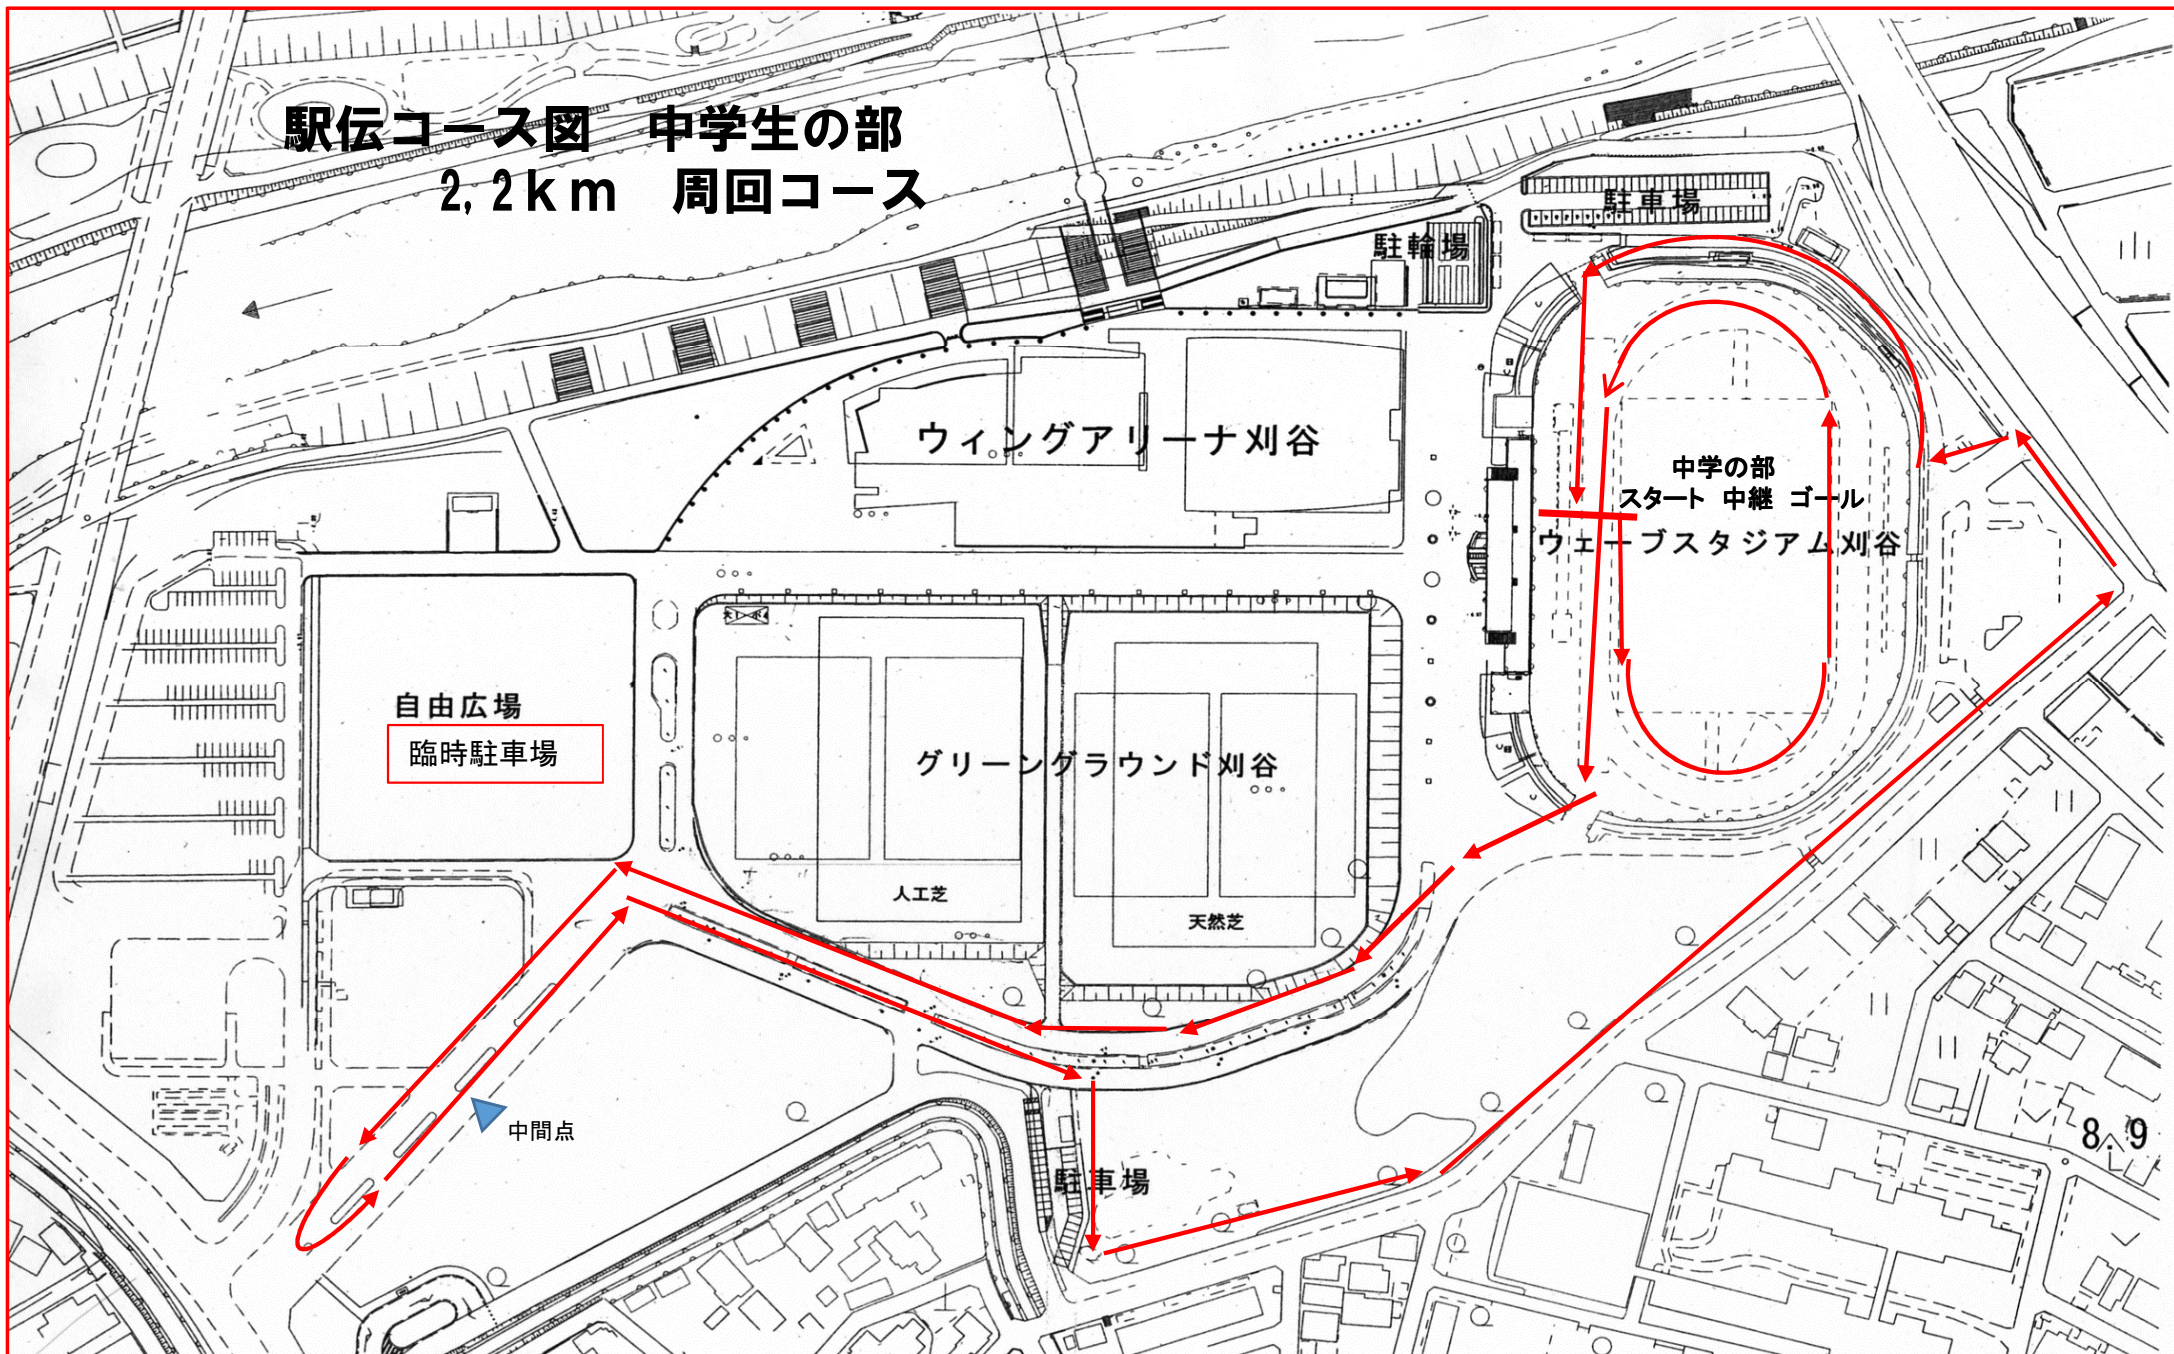 駅伝コース図　中学生の部
2,2km　周回コース
駐車場
駐輪場
ウィングアリーナ刈谷
中学の部
スタート 中継 ゴール
ウェーブスタジアム刈谷
自由広場
臨時駐車場
グリーングラウンド刈谷
人工芝
天然芝
中間点
駐車場
8.9